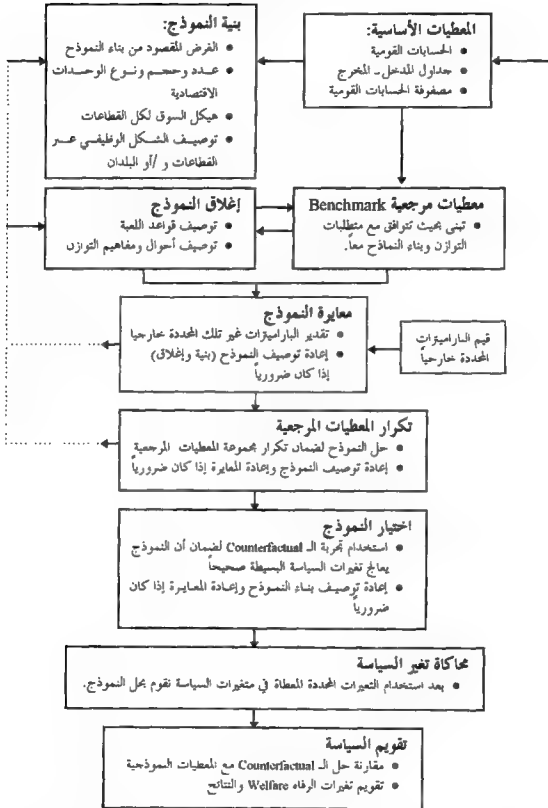 المعطيات الأساسية:
• الحسابات القومية
• جداول المدخل ـ المخرج
• مصفوفة الحسابات القومية
بنية النموذج:
• الغرض المقصود من بناء النموذج
• عدد وحجم ونوع الوحدات
الاقتصادية
• هيكل السوق لكل القطاعات
• توصيف الشكل الوظيفي عبر
القطاعات و /أو البلدان
معطيات مرجعية Benchmark
• تبنى بحيث تتوافق مع متطلبات
التوازن وبناء النماذج معاً.
إغلاق النموذج
• توصيف قواعد اللعبة
• توصيف أحوال ومفاهيم التوازن
معايرة النموذج
• تقدير البارامترات غير تلك المحددة خارجيا
• إعادة توصيف النموذج (بنية وإغلاق)
إذا كان ضرورياً
قيم البارامترات
المحددة خارجياً
تكرار المعطيات المرجعية
• حل النموذج لضمان تكرار مجموعة المعطيات المرجعية
• إعادة توصيف النموذج وإعادة المعايرة إذا كان ضرورياً
اختيار النموذج
• استخدام تجربة الـ Counterfactual لضمان أن النموذج
يعالج تغيرات السياسة البسيطة صحيحاً
• إعادة توصيف بناء النموذج وإعادة المعايرة إذا كان
ضرورياً
محاكاة تغير السياسة
• بعد استخدام التغيرات المحددة المعطاة في متغيرات السياسة نقوم بحل النموذج.
تقويم السياسة
• مقارنة حل الـ Counterfactual مع المعطيات النموذجية
• تقويم تغيرات الرفاه Welfare والنتائج